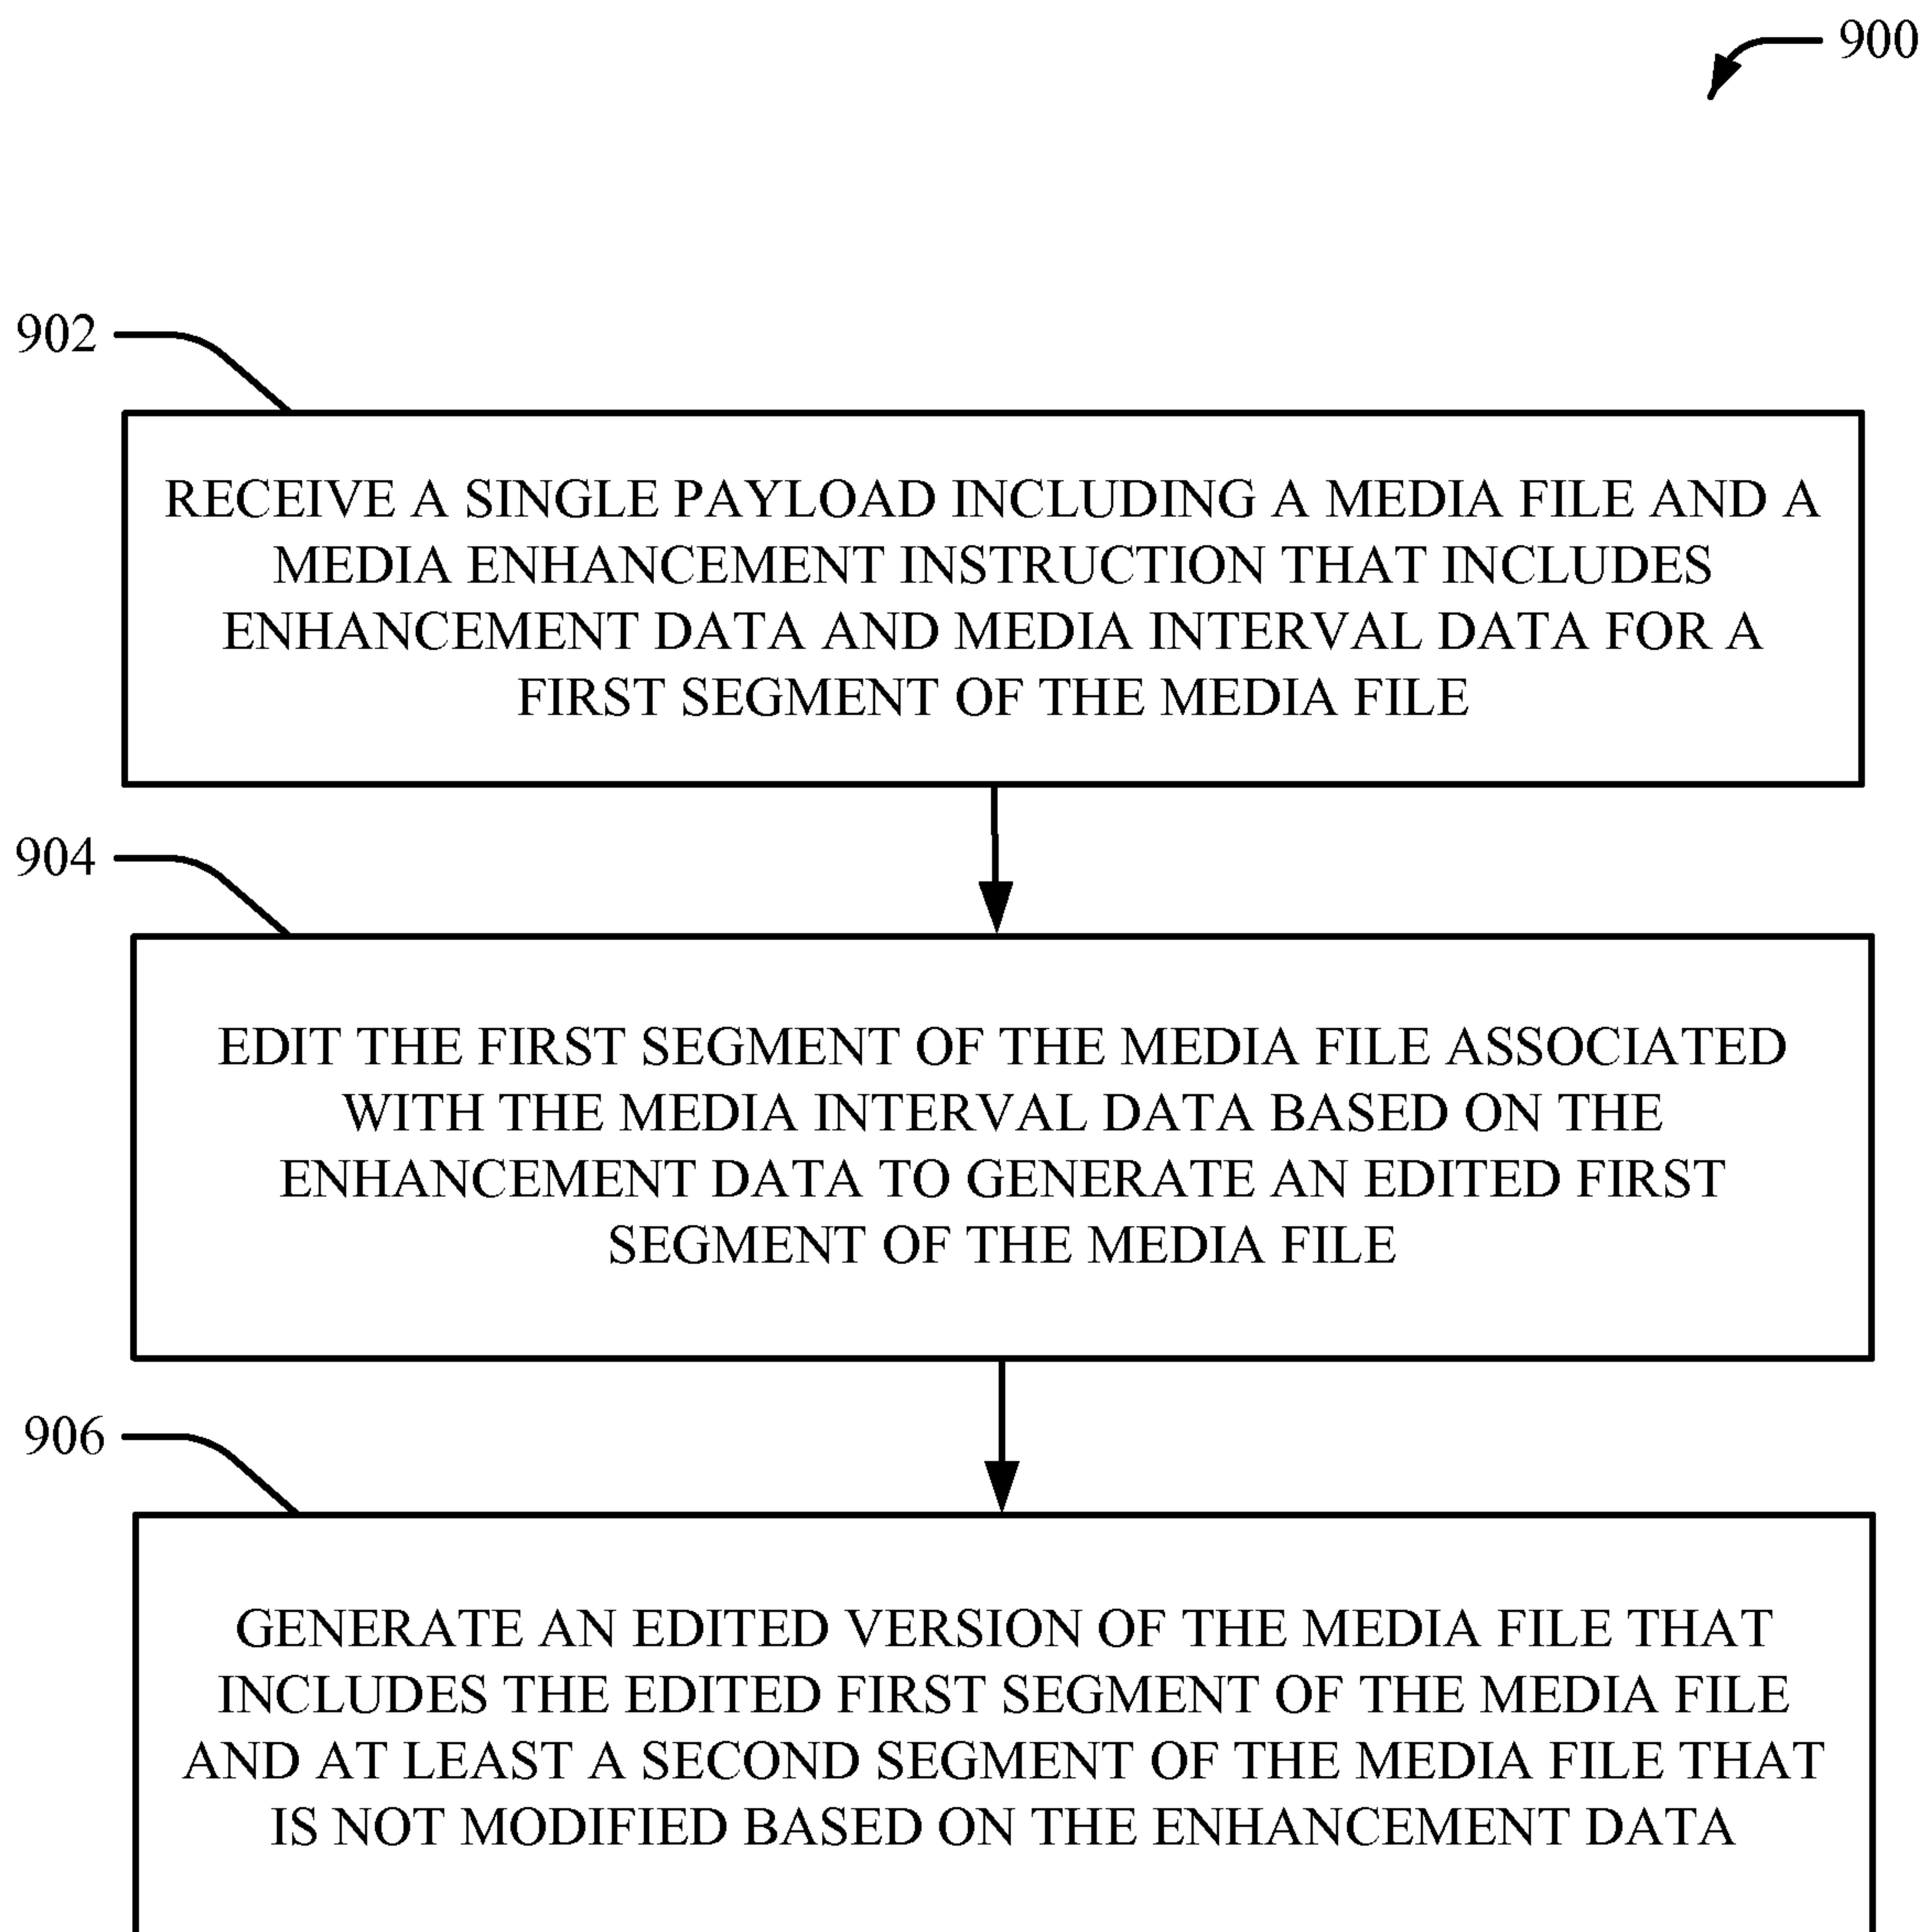 900
902
RECEIVE A SINGLE PAYLOAD INCLUDING A MEDIA FILE AND A
MEDIA ENHANCEMENT INSTRUCTION THAT INCLUDES
ENHANCEMENT DATA AND MEDIA INTERVAL DATA FOR A
FIRST SEGMENT OF THE MEDIA FILE
904
EDIT THE FIRST SEGMENT OF THE MEDIA FILE ASSOCIATED
WITH THE MEDIA INTERVAL DATA BASED ON THE
ENHANCEMENT DATA TO GENERATE AN EDITED FIRST
SEGMENT OF THE MEDIA FILE
906
GENERATE AN EDITED VERSION OF THE MEDIA FILE THAT
INCLUDES THE EDITED FIRST SEGMENT OF THE MEDIA FILE
AND AT LEAST A SECOND SEGMENT OF THE MEDIA FILE THAT
IS NOT MODIFIED BASED ON THE ENHANCEMENT DATA